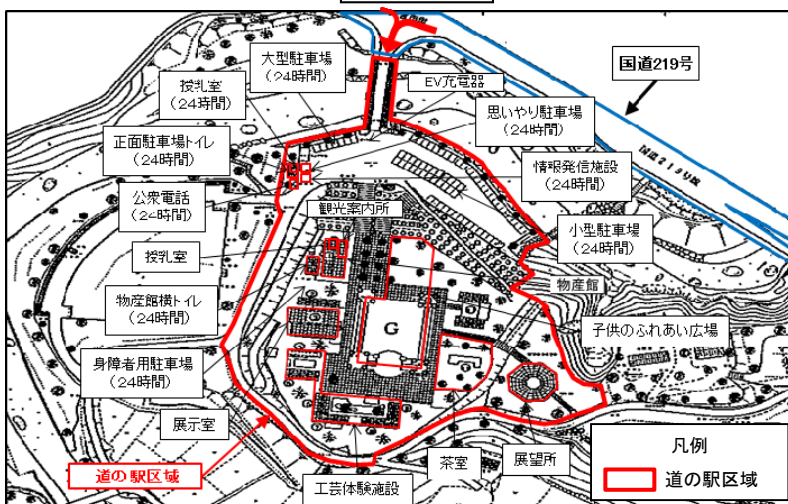 大型駐車場
(24時間)
国道219号
授乳室
(24時間)
EV充電器
思いやり駐車場
(24時間)
正面駐車場トイレ
(24時間)
情報発信施設
(24時間)
公衆電話
(24時間)
観光案内所
小型駐車場
(24時間)
授乳室
物産館
物産館横トイレ
(24時間)
G
子供のふれあい広場
身障者用駐車場
(24時間)
展示室
道の駅区域
工芸体験施設
茶室
展望所
凡例
道の駅区域